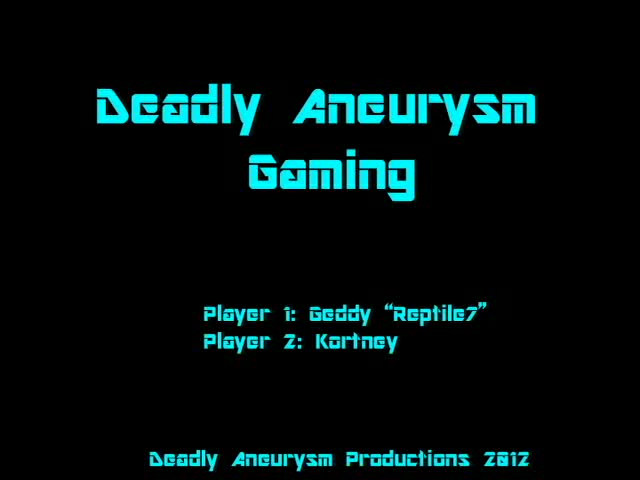 Deadly Aneurysm
Gaming
Player 1: Geddy “Reptile7”
Player 2: Kortney
Deadly Aneurysm Productions 2012